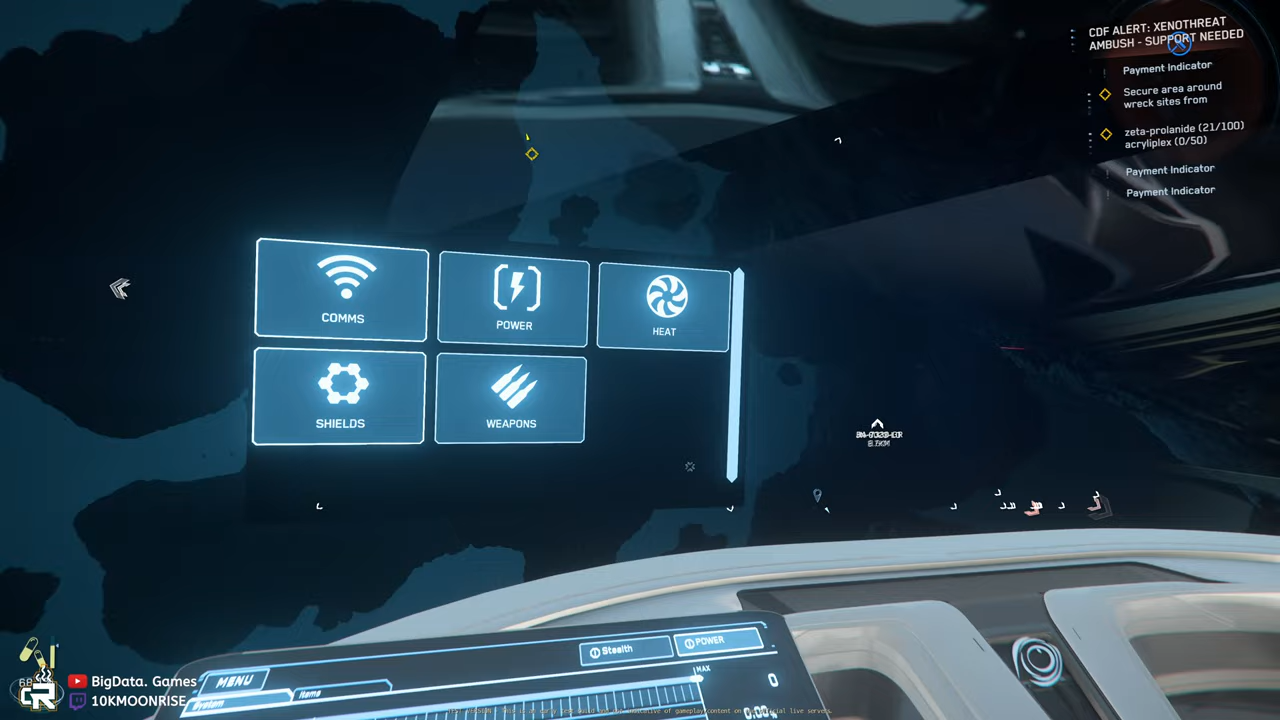 CDF ALERT: XENOTHREAT
AMBUSH - SUPPORT NEEDED
Payment Indicator
Secure area around
wreck sites from
zeta-prolanide (21/100)
acryliplex (0/50)
Payment Indicator
Payment Indicator
COMMS
POWER
HEAT
SHIELDS
WEAPONS
MENU
Stealth
POWER
System
Items
MAX
0
BigData. Games
10KMOONRISE